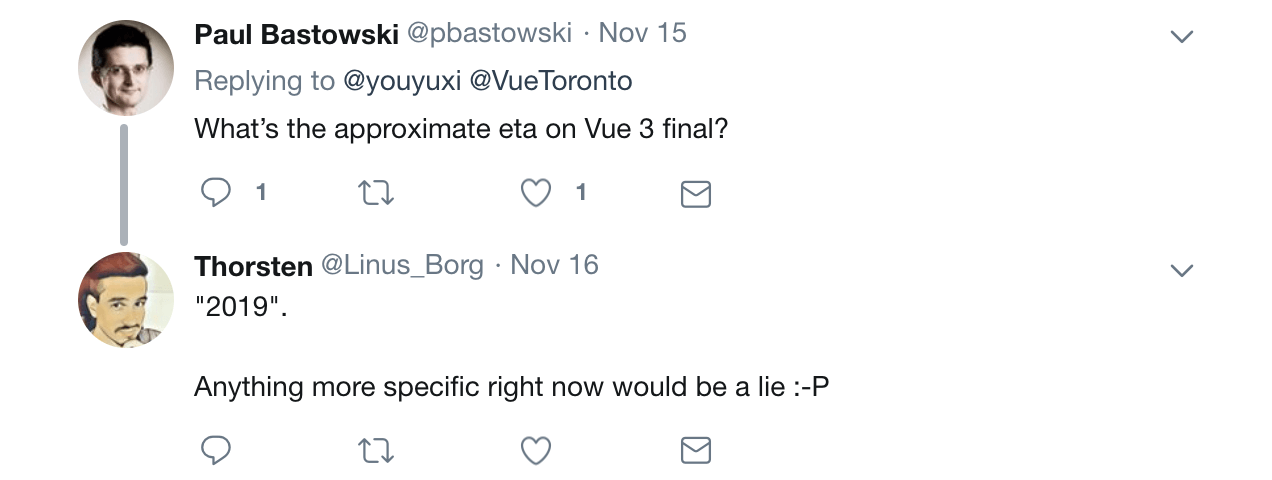 Paul Bastowski @pbastowski · Nov 15
Replying to @youyuxi @VueToronto
What’s the approximate eta on Vue 3 final?
1 1
Thorsten @Linus_Borg · Nov 16
"2019".
Anything more specific right now would be a lie :-P